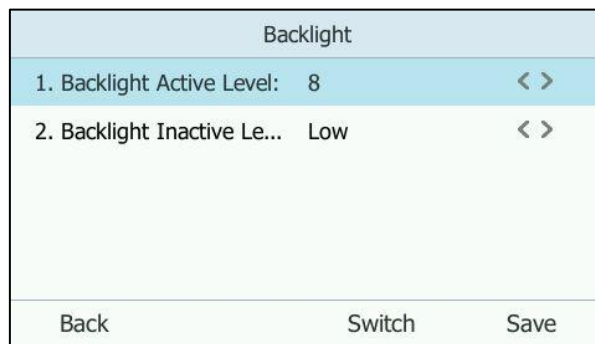 Backlight
1. Backlight Active Level: 8
2. Backlight Inactive Le... Low
Back Switch Save